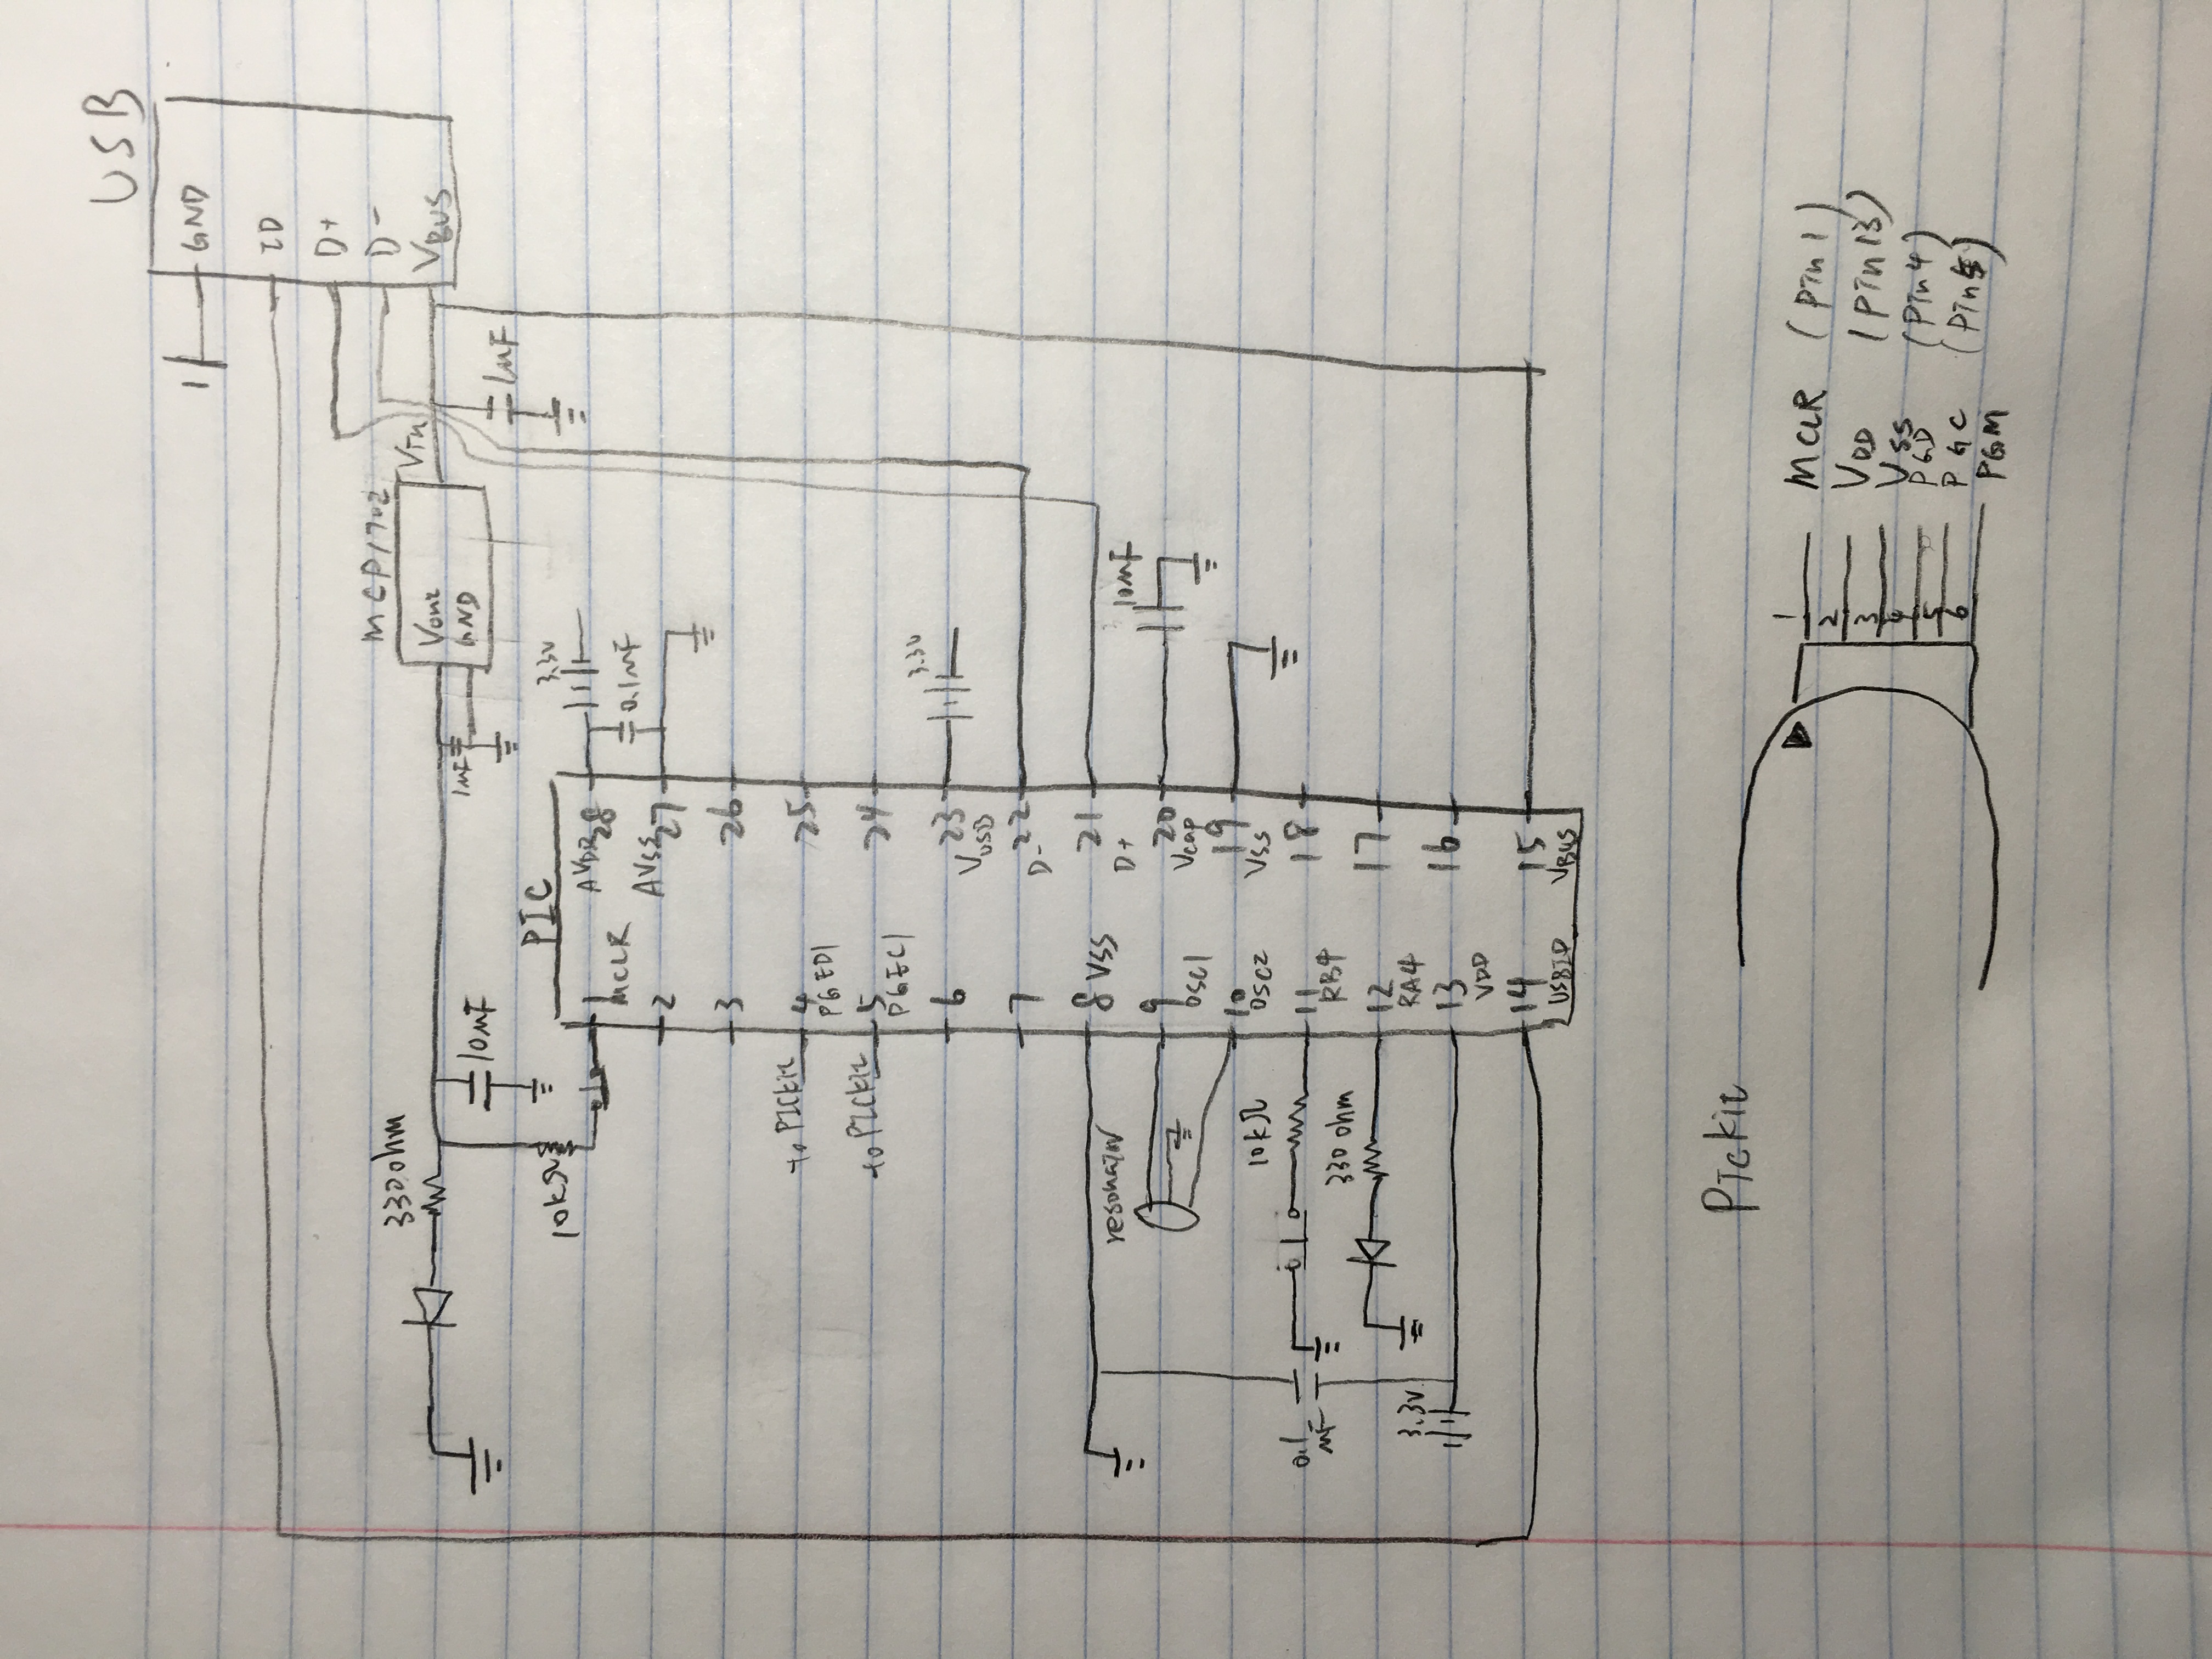 USB
GND
ID
D+
D-
VBUS
MCP1702
Vin
Vout
GND
330 ohm
10uF
1uF
1uF
10kΩ
PIC
1
MCLR
2
3
to PICkit
4
PGED1
to PICkit
5
PGEC1
6
7
8 VSS
resonator
9
OSC1
10
OSC2
10kΩ
0.1
uF
11
RB4
330 ohm
12
RA4
3.3V
13
VDD
14
USBID
AVDD 28
3.3V
0.1uF
AVSS 27
26
25
24
3.3V
23
VUSB
22
D-
21
D+
10uF
20
Vcap
19
VSS
18
17
16
15
VBUS
Pickit
1 MCLR (Pin 1)
2 VDD (Pin 13)
3 VSS
4 PGD (Pin 4)
5 PGC (Pin 5)
6 PGM